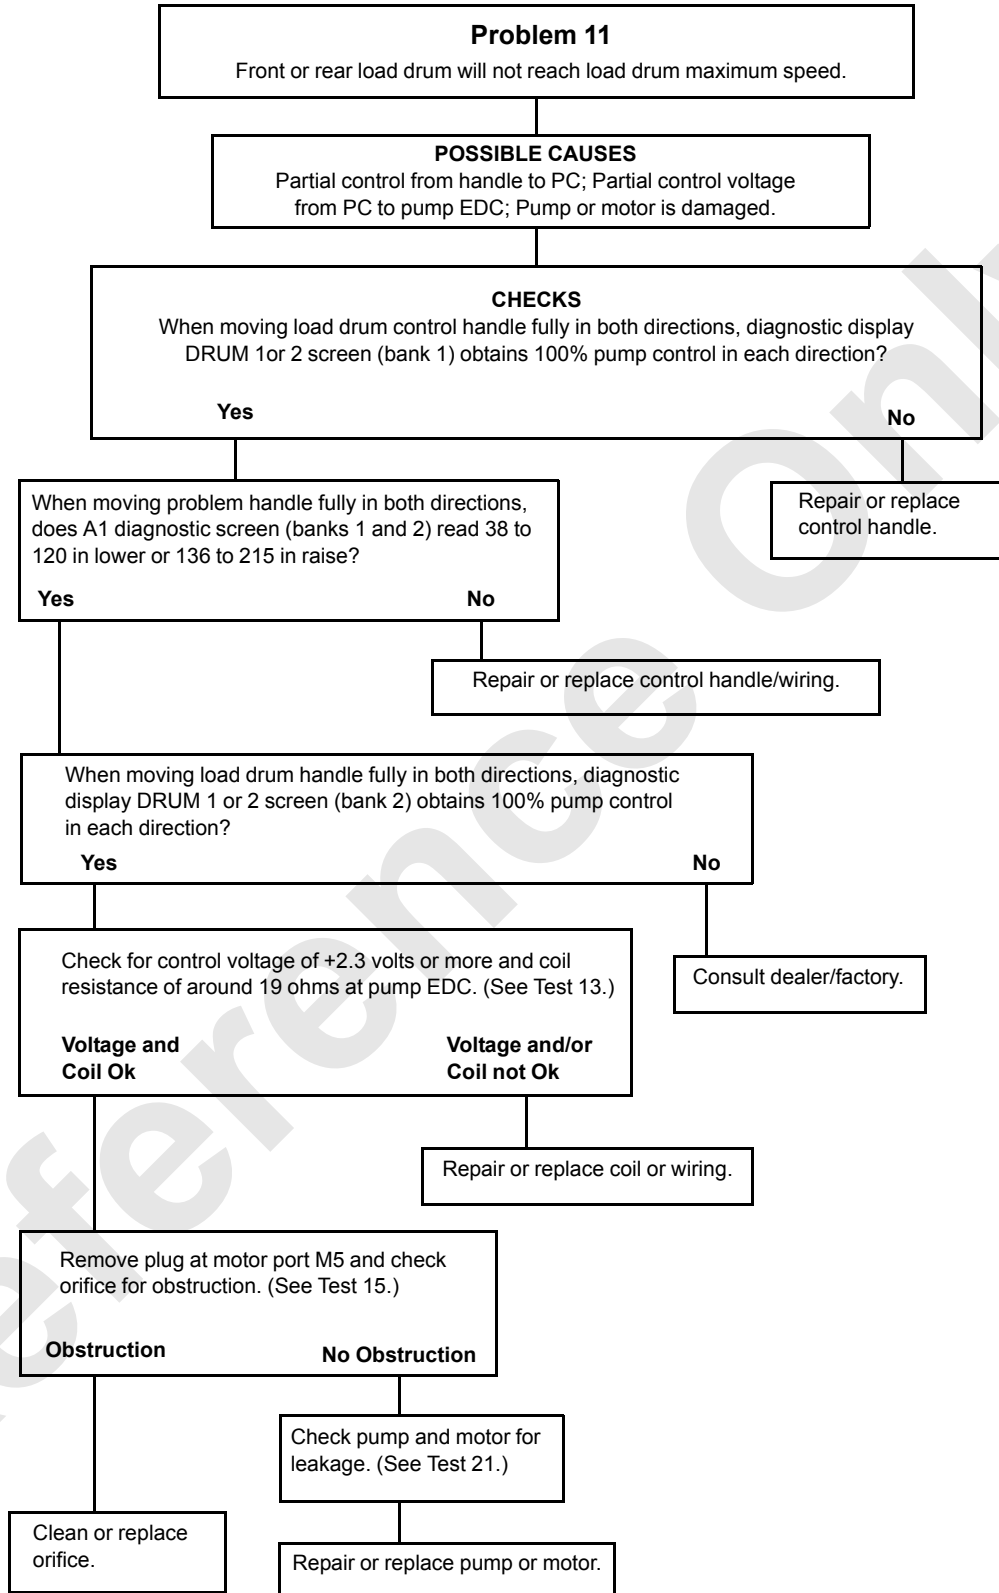 Problem 11
Front or rear load drum will not reach load drum maximum speed.
POSSIBLE CAUSES
Partial control from handle to PC; Partial control voltage
from PC to pump EDC; Pump or motor is damaged.
CHECKS
When moving load drum control handle fully in both directions, diagnostic display
DRUM 1or 2 screen (bank 1) obtains 100% pump control in each direction?
Yes
No
Repair or replace
control handle.
When moving problem handle fully in both directions,
does A1 diagnostic screen (banks 1 and 2) read 38 to
120 in lower or 136 to 215 in raise?
Yes
No
Repair or replace control handle/wiring.
When moving load drum handle fully in both directions, diagnostic
display DRUM 1 or 2 screen (bank 2) obtains 100% pump control
in each direction?
Yes
No
Consult dealer/factory.
Check for control voltage of +2.3 volts or more and coil
resistance of around 19 ohms at pump EDC. (See Test 13.)
Voltage and
Coil Ok
Voltage and/or
Coil not Ok
Repair or replace coil or wiring.
Remove plug at motor port M5 and check
orifice for obstruction. (See Test 15.)
Obstruction
No Obstruction
Check pump and motor for
leakage. (See Test 21.)
Clean or replace
orifice.
Repair or replace pump or motor.
eference Onl